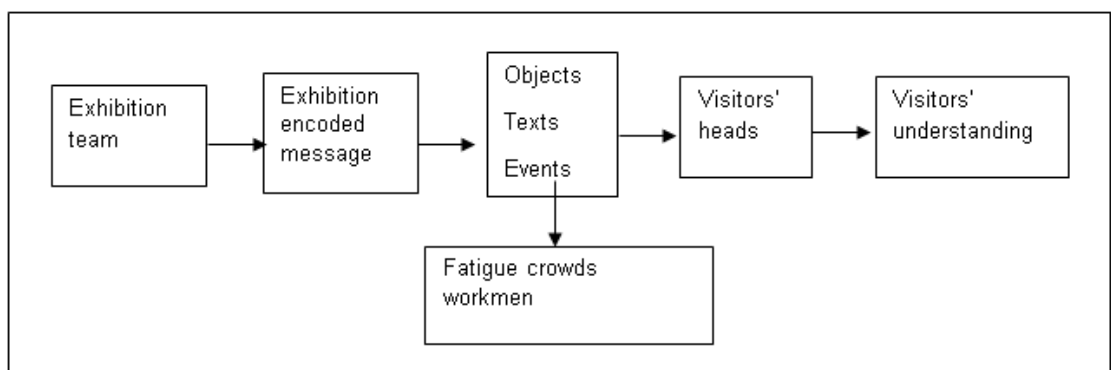 Exhibition
team
Exhibition
encoded
message
Objects
Texts
Events
Visitors'
heads
Visitors'
understanding
Fatigue crowds
workmen